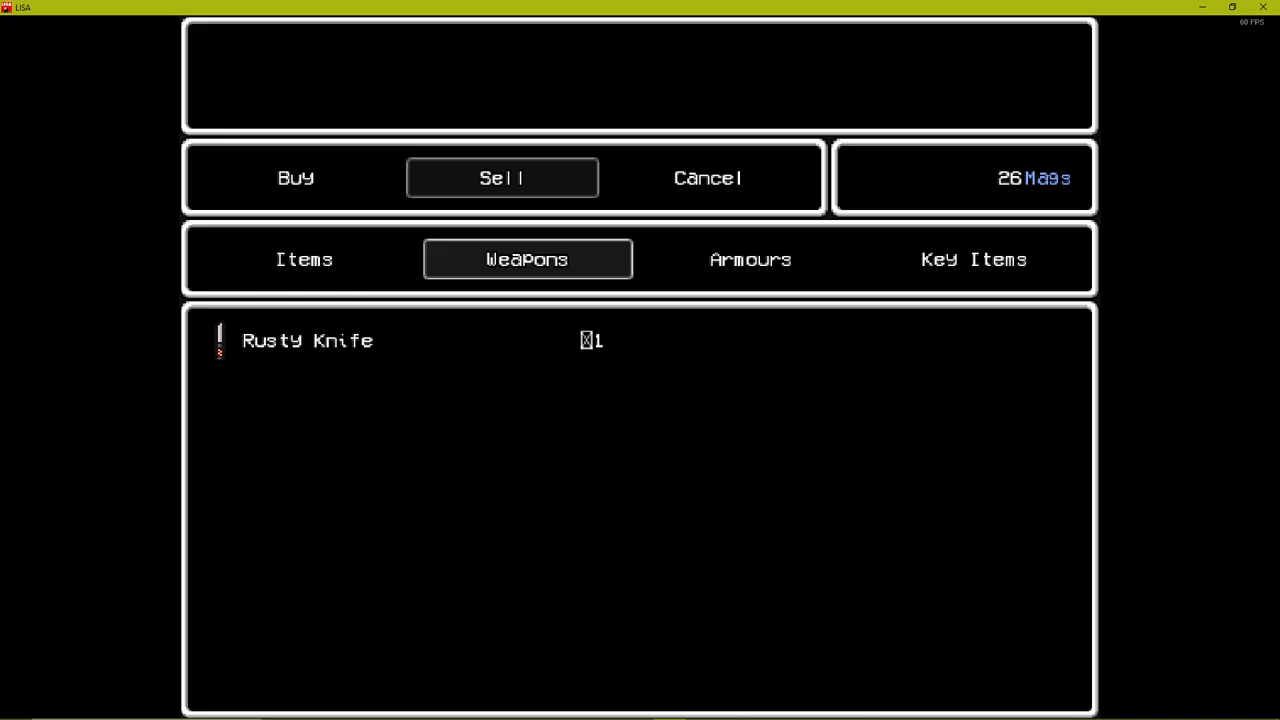 LISA
60 FPS
Buy Sell Cancel 26 Mags
Items Weapons Armours Key Items
Rusty Knife 1